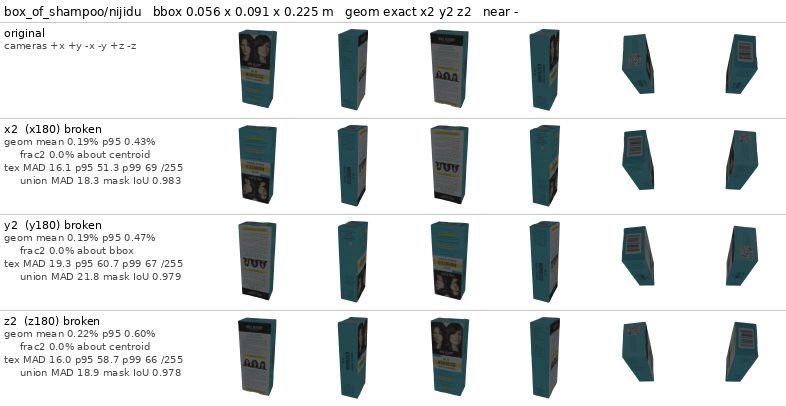 box_of_shampoo/nijidu   bbox 0.056 x 0.091 x 0.225 m   geom exact x2 y2 z2   near -
original
cameras +x +y -x -y +z -z
x2  (x180) broken
geom mean 0.19% p95 0.43%
frac2 0.0% about centroid
tex MAD 16.1 p95 51.3 p99 69 /255
union MAD 18.3 mask IoU 0.983
y2  (y180) broken
geom mean 0.19% p95 0.47%
frac2 0.0% about bbox
tex MAD 19.3 p95 60.7 p99 67 /255
union MAD 21.8 mask IoU 0.979
z2  (z180) broken
geom mean 0.22% p95 0.60%
frac2 0.0% about centroid
tex MAD 16.0 p95 58.7 p99 66 /255
union MAD 18.9 mask IoU 0.978